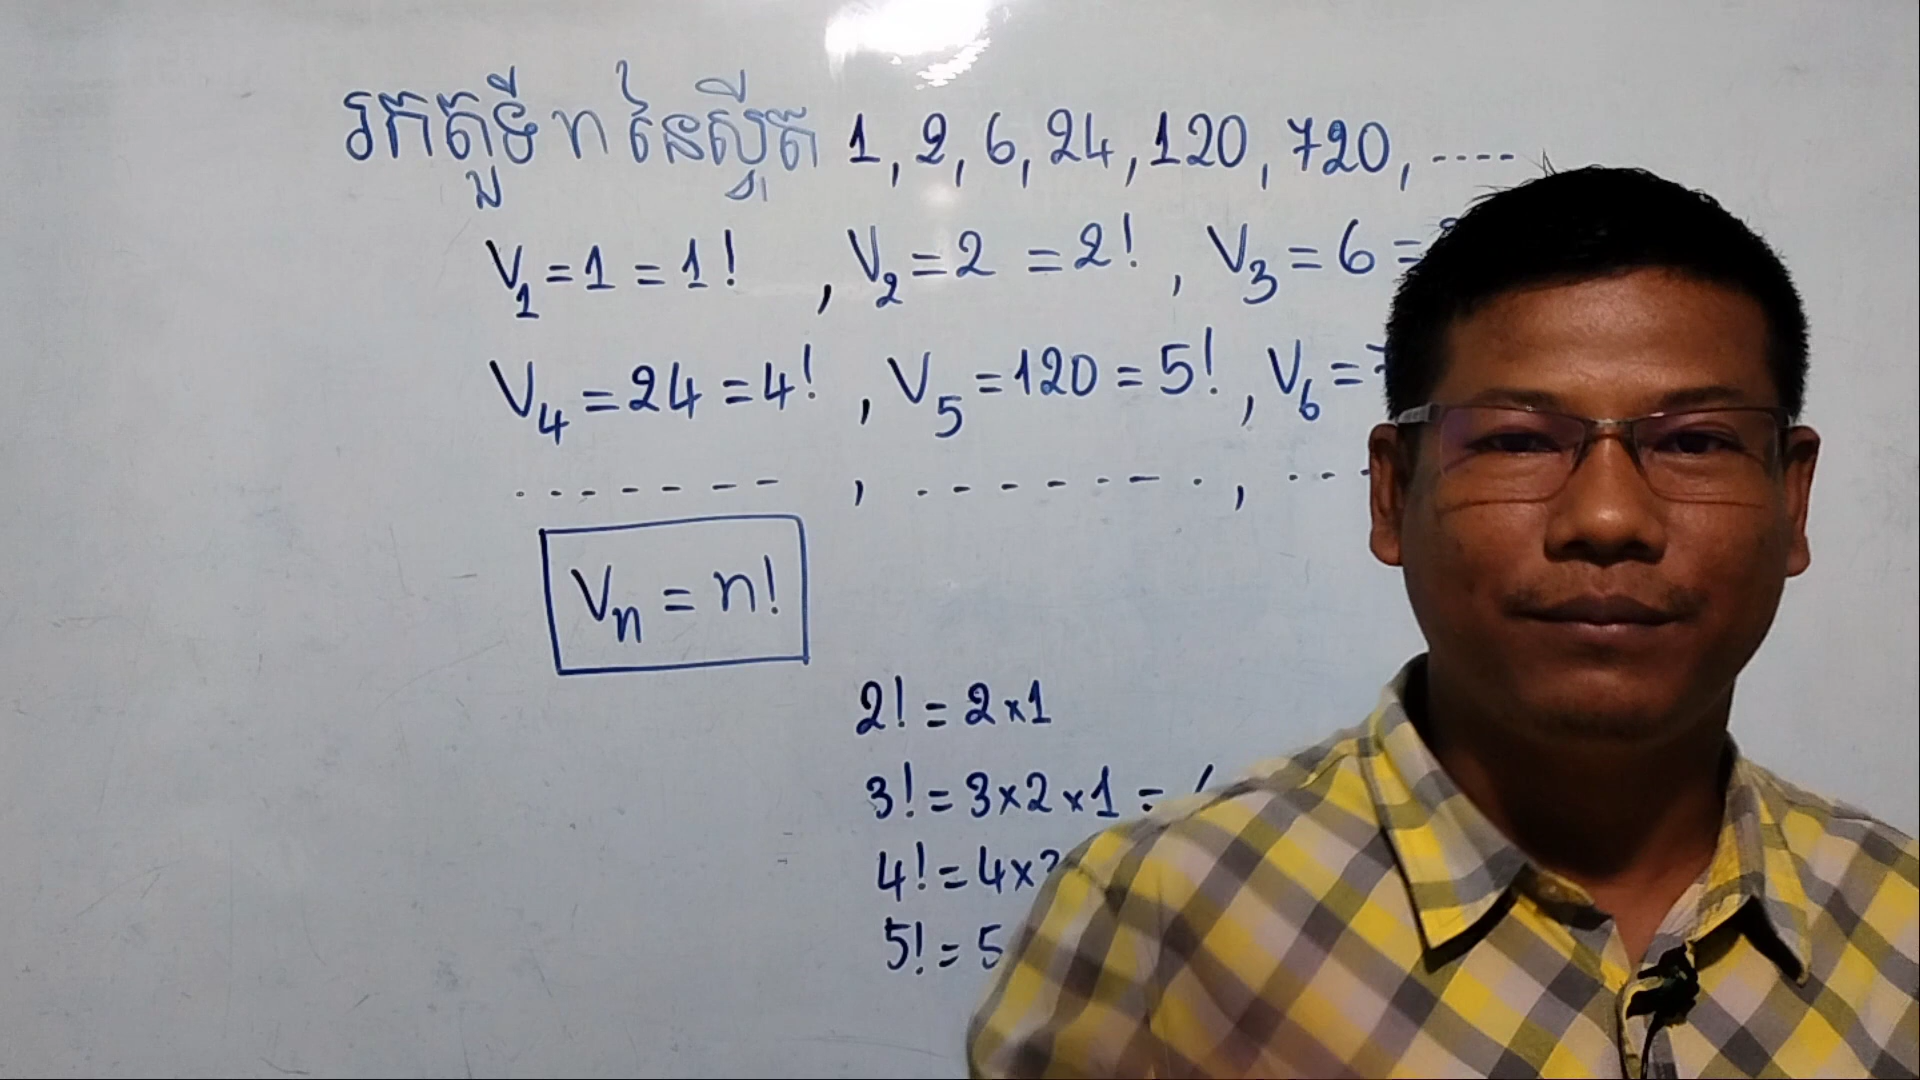 រកតួទី n នៃស្វ៊ីត 1, 2, 6, 24, 120, 720, ....
V₁ = 1 = 1! , V₂ = 2 = 2! , V₃ = 6 =
V₄ = 24 = 4! , V₅ = 120 = 5! , V₆ =
....... , ........ , ...
Vₙ = n!
2! = 2×1
3! = 3×2×1 =
4! = 4×
5! = 5